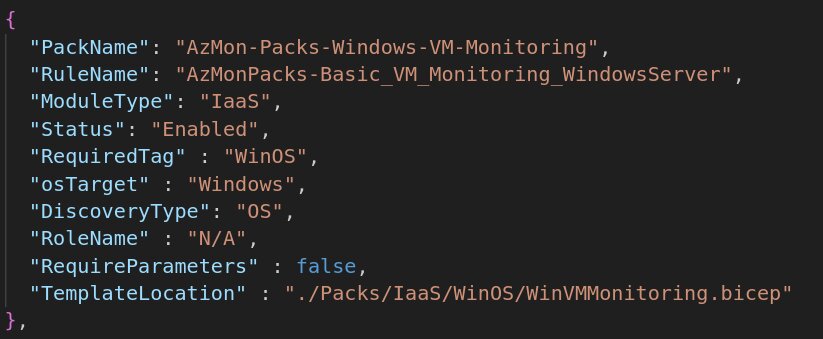 {
"PackName": "AzMon-Packs-Windows-VM-Monitoring",
"RuleName": "AzMonPacks-Basic_VM_Monitoring_WindowsServer",
"ModuleType": "IaaS",
"Status": "Enabled",
"RequiredTag" : "WinOS",
"osTarget" : "Windows",
"DiscoveryType": "OS",
"RoleName" : "N/A",
"RequireParameters" : false,
"TemplateLocation" : "./Packs/IaaS/WinOS/WinVMMonitoring.bicep"
},